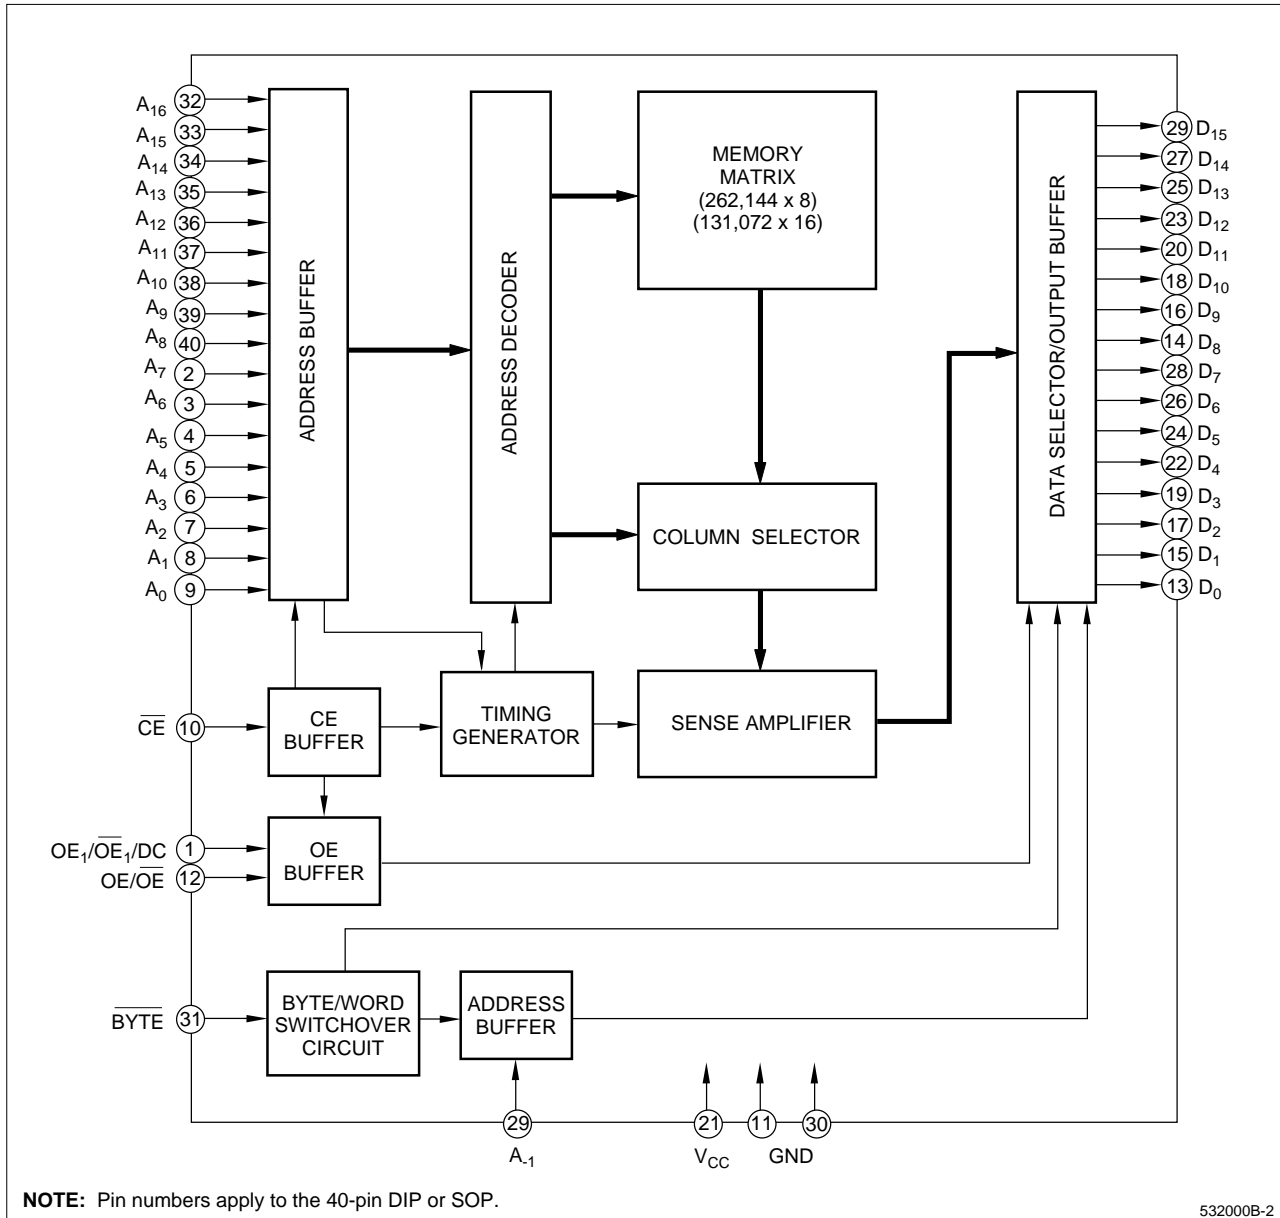 A16 32
A15 33
A14 34
A13 35
A12 36
A11 37
A10 38
A9 39
A8 40
A7 2
A6 3
A5 4
A4 5
A3 6
A2 7
A1 8
A0 9
ADDRESS BUFFER
ADDRESS DECODER
MEMORY
MATRIX
(262,144 x 8)
(131,072 x 16)
COLUMN SELECTOR
SENSE AMPLIFIER
DATA SELECTOR/OUTPUT BUFFER
29 D15
27 D14
25 D13
23 D12
20 D11
18 D10
16 D9
14 D8
28 D7
26 D6
24 D5
22 D4
19 D3
17 D2
15 D1
13 D0
C̅E̅ 10
CE
BUFFER
TIMING
GENERATOR
OE1/O̅E̅1/DC 1
OE/O̅E̅ 12
OE
BUFFER
B̅Y̅T̅E̅ 31
BYTE/WORD
SWITCHOVER
CIRCUIT
ADDRESS
BUFFER
29 21 11 30
A-1 VCC GND
NOTE: Pin numbers apply to the 40-pin DIP or SOP.
532000B-2